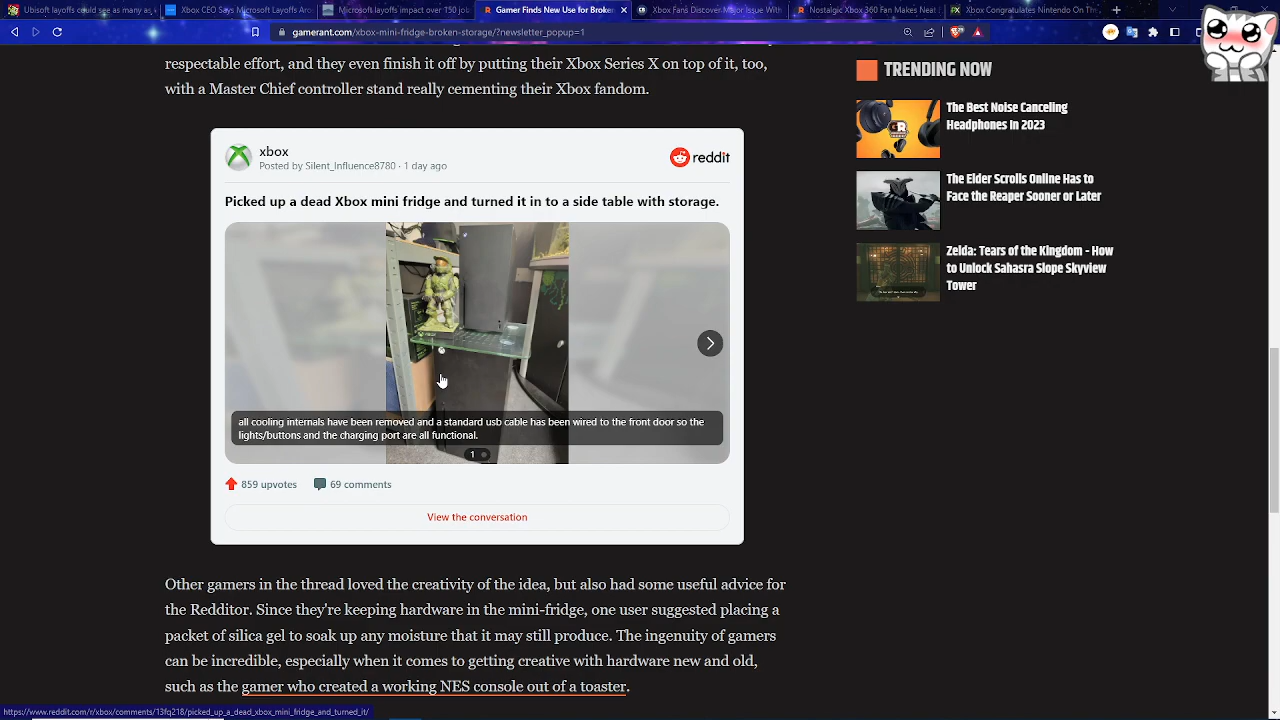 Ubisoft layoffs could see as many as
Xbox CEO Says Microsoft Layoffs Are
Microsoft layoffs impact over 150 job
Gamer Finds New Use for Broken
Xbox Fans Discover Major Issue With
Nostalgic Xbox 360 Fan Makes Neat
Xbox Congratulates Nintendo On The
gamerant.com/xbox-mini-fridge-broken-storage/?newsletter_popup=1
respectable effort, and they even finish it off by putting their Xbox Series X on top of it, too,
with a Master Chief controller stand really cementing their Xbox fandom.
xbox
Posted by Silent_Influence8780 · 1 day ago
reddit
Picked up a dead Xbox mini fridge and turned it in to a side table with storage.
all cooling internals have been removed and a standard usb cable has been wired to the front door so the
lights/buttons and the charging port are all functional.
1
859 upvotes
69 comments
View the conversation
Other gamers in the thread loved the creativity of the idea, but also had some useful advice for
the Redditor. Since they're keeping hardware in the mini-fridge, one user suggested placing a
packet of silica gel to soak up any moisture that it may still produce. The ingenuity of gamers
can be incredible, especially when it comes to getting creative with hardware new and old,
such as the gamer who created a working NES console out of a toaster.
TRENDING NOW
The Best Noise Canceling
Headphones In 2023
The Elder Scrolls Online Has to
Face the Reaper Sooner or Later
Zelda: Tears of the Kingdom - How
to Unlock Sahasra Slope Skyview
Tower
https://www.reddit.com/r/xbox/comments/13fq218/picked_up_a_dead_xbox_mini_fridge_and_turned_it/